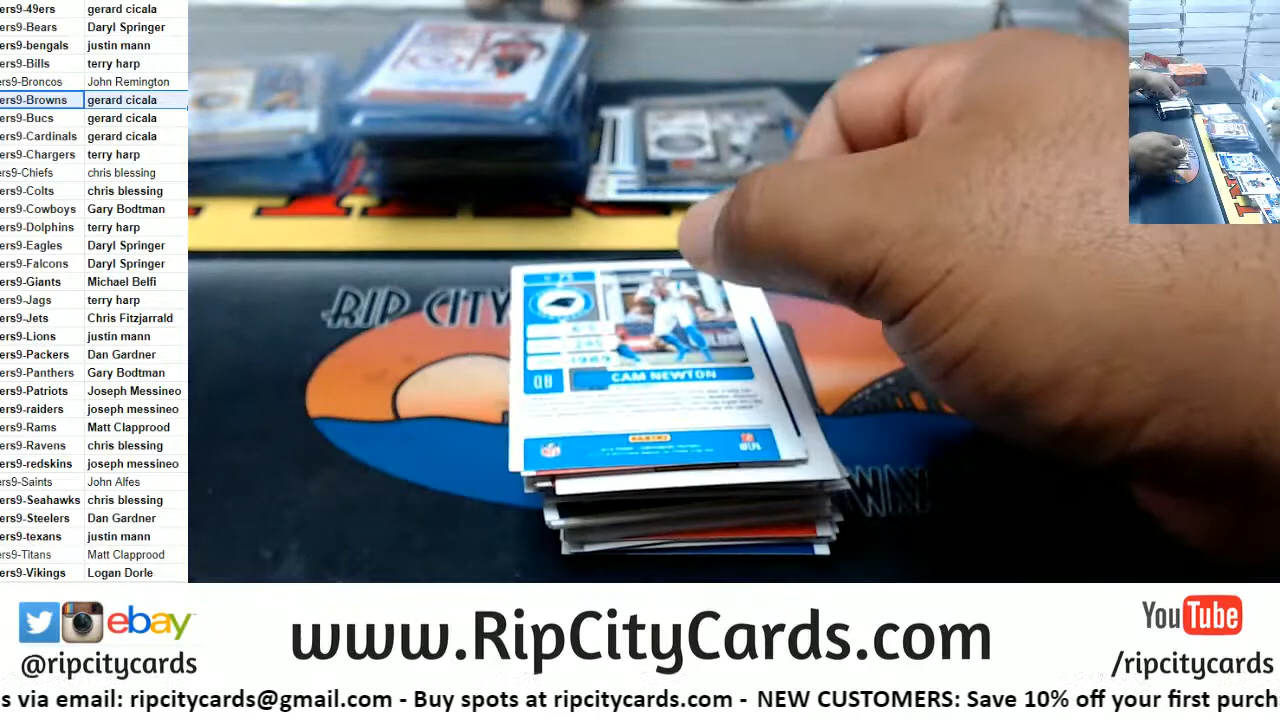 ers9-49ers gerard cicala
ers9-Bears Daryl Springer
ers9-bengals justin mann
ers9-Bills terry harp
ers9-Broncos John Remington
ers9-Browns gerard cicala
ers9-Bucs gerard cicala
ers9-Cardinals gerard cicala
ers9-Chargers terry harp
ers9-Chiefs chris blessing
ers9-Colts chris blessing
ers9-Cowboys Gary Bodtman
ers9-Dolphins terry harp
ers9-Eagles Daryl Springer
ers9-Falcons Daryl Springer
ers9-Giants Michael Belfi
ers9-Jags terry harp
ers9-Jets Chris Fitzjarrald
ers9-Lions justin mann
ers9-Packers Dan Gardner
ers9-Panthers Gary Bodtman
ers9-Patriots Joseph Messineo
ers9-raiders joseph messineo
ers9-Rams Matt Clapprood
ers9-Ravens chris blessing
ers9-redskins joseph messineo
ers9-Saints John Alfes
ers9-Seahawks chris blessing
ers9-Steelers Dan Gardner
ers9-texans justin mann
ers9-Titans Matt Clapprood
ers9-Vikings Logan Dorle
RIP CITY
QB CAM NEWTON
PANINI
NFL
ebay
@ripcitycards
www.RipCityCards.com
YouTube
/ripcitycards
s via email: ripcitycards@gmail.com - Buy spots at ripcitycards.com - NEW CUSTOMERS: Save 10% off your first purch